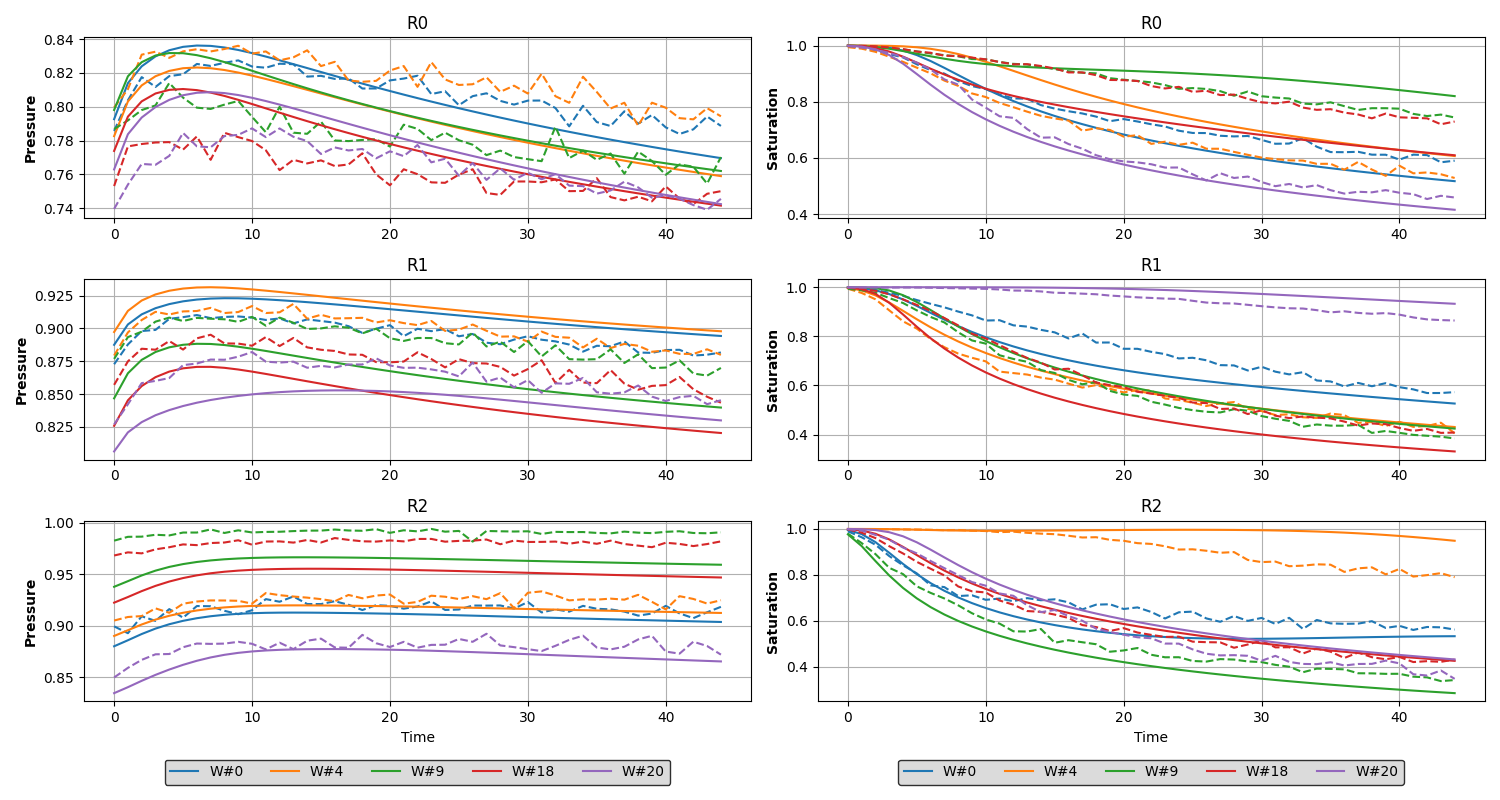 R0
R0
Pressure
0.84
0.82
0.80
0.78
0.76
0.74
0 10 20 30 40
Saturation
1.0
0.8
0.6
0.4
0 10 20 30 40
R1
R1
Pressure
0.925
0.900
0.875
0.850
0.825
0 10 20 30 40
Saturation
1.0
0.8
0.6
0.4
0 10 20 30 40
R2
R2
Pressure
1.00
0.95
0.90
0.85
0 10 20 30 40
Time
Saturation
1.0
0.8
0.6
0.4
0 10 20 30 40
Time
W#0 W#4 W#9 W#18 W#20
W#0 W#4 W#9 W#18 W#20